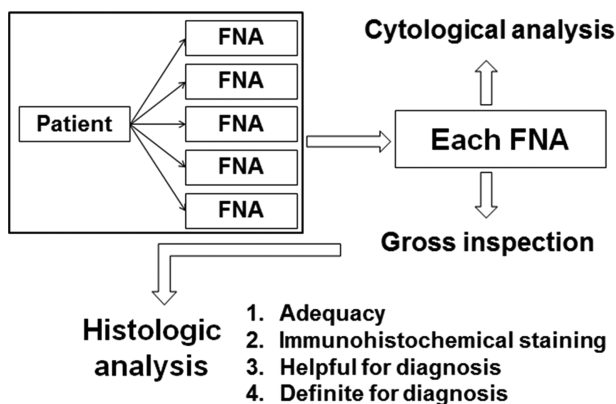 FNA
FNA
FNA
FNA
FNA
Patient
Cytological analysis
Each FNA
Gross inspection
Histologic
analysis
1. Adequacy
2. Immunohistochemical staining
3. Helpful for diagnosis
4. Definite for diagnosis